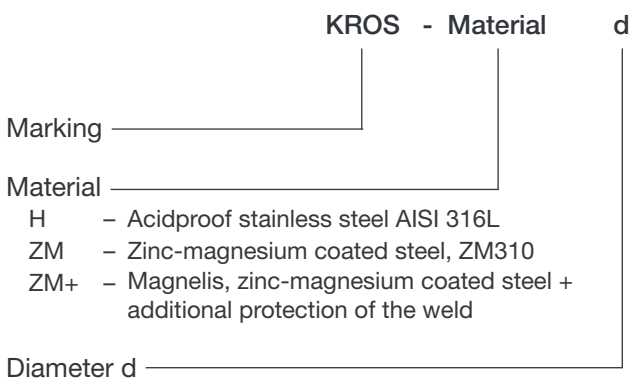 KROS - Material d
Marking
Material
H – Acidproof stainless steel AISI 316L
ZM – Zinc-magnesium coated steel, ZM310
ZM+ – Magnelis, zinc-magnesium coated steel +
additional protection of the weld
Diameter d